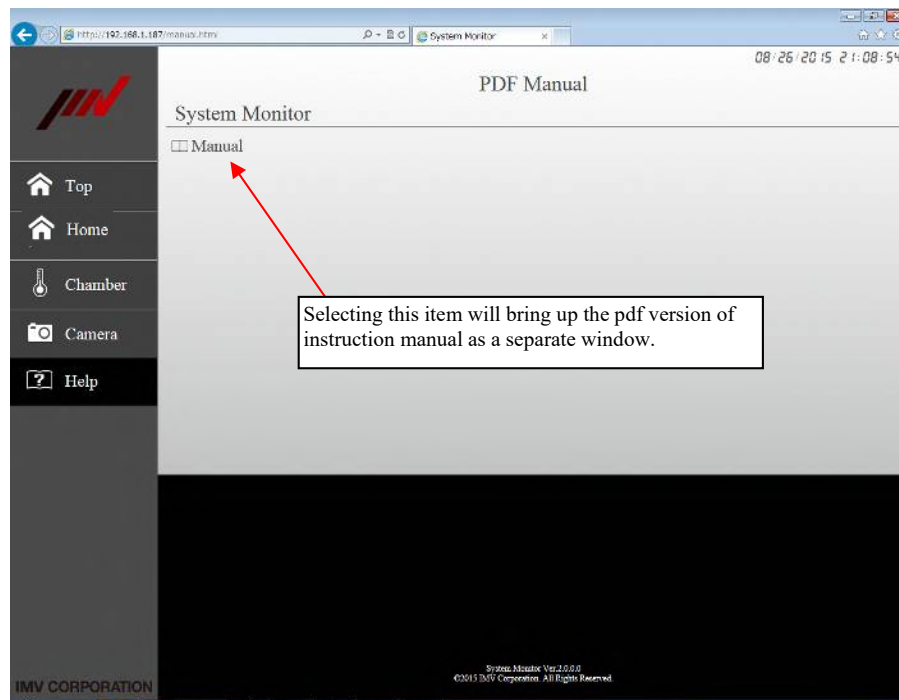 http://192.168.1.187/manual.html
System Monitor
08/26/2015 21:08:54
PDF Manual
System Monitor
Manual
Top
Home
Chamber
Camera
Help
Selecting this item will bring up the pdf version of
instruction manual as a separate window.
System Monitor Ver.2.0.0.0
©2015 IMV Corporation. All Rights Reserved.
IMV CORPORATION